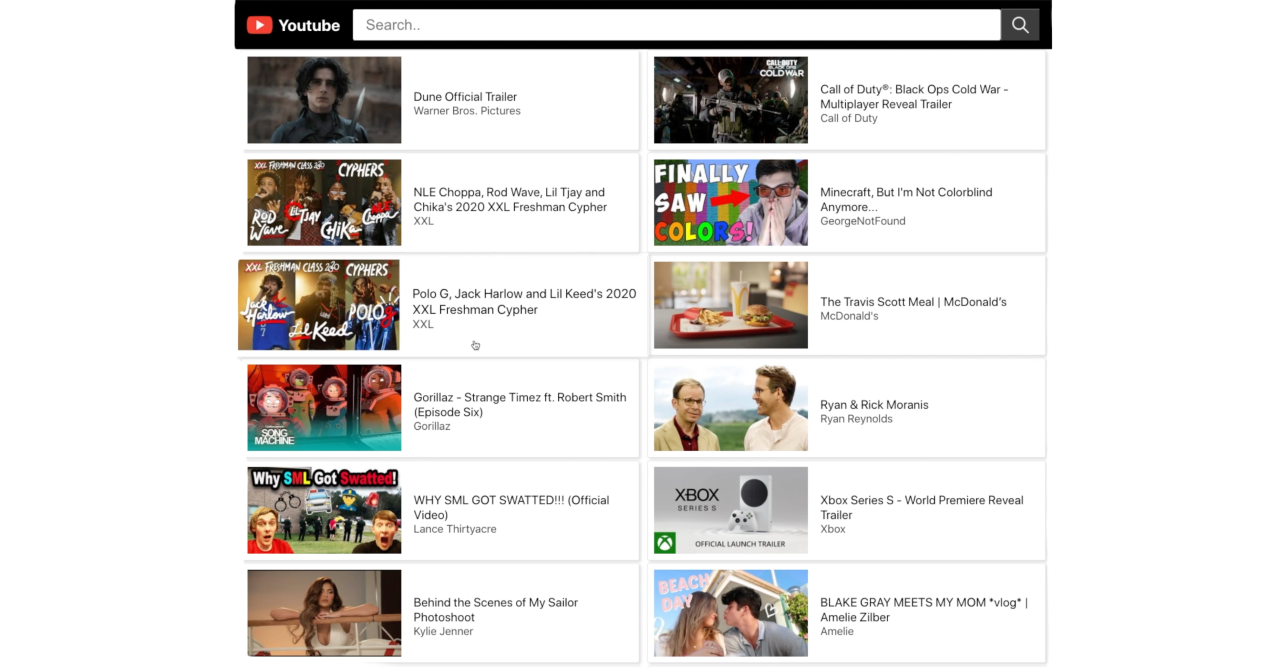 Youtube
Search..
Dune Official Trailer
Warner Bros. Pictures
CALL OF DUTY
BLACK OPS
COLD WAR
Call of Duty®: Black Ops Cold War -
Multiplayer Reveal Trailer
Call of Duty
XXL FRESHMAN CLASS 2020
CYPHERS
ROD
Wave
LiL TJAY
CHiKa
NLE
Choppa
NLE Choppa, Rod Wave, Lil Tjay and
Chika's 2020 XXL Freshman Cypher
XXL
FINALLY
SAW
COLORS!
Minecraft, But I'm Not Colorblind
Anymore...
GeorgeNotFound
XXL FRESHMAN CLASS 2020
CYPHERS
Jack
Harlow
Lil Keed
POLO G
Polo G, Jack Harlow and Lil Keed's 2020
XXL Freshman Cypher
XXL
The Travis Scott Meal | McDonald's
McDonald's
SONG
MACHINE
Gorillaz - Strange Timez ft. Robert Smith
(Episode Six)
Gorillaz
Ryan & Rick Moranis
Ryan Reynolds
Why SML Got Swatted!
WHY SML GOT SWATTED!!! (Official
Video)
Lance Thirtyacre
XBOX
SERIES S
OFFICIAL LAUNCH TRAILER
Xbox Series S - World Premiere Reveal
Trailer
Xbox
Behind the Scenes of My Sailor
Photoshoot
Kylie Jenner
BEACH
DAY
BLAKE GRAY MEETS MY MOM *vlog* |
Amelie Zilber
Amelie